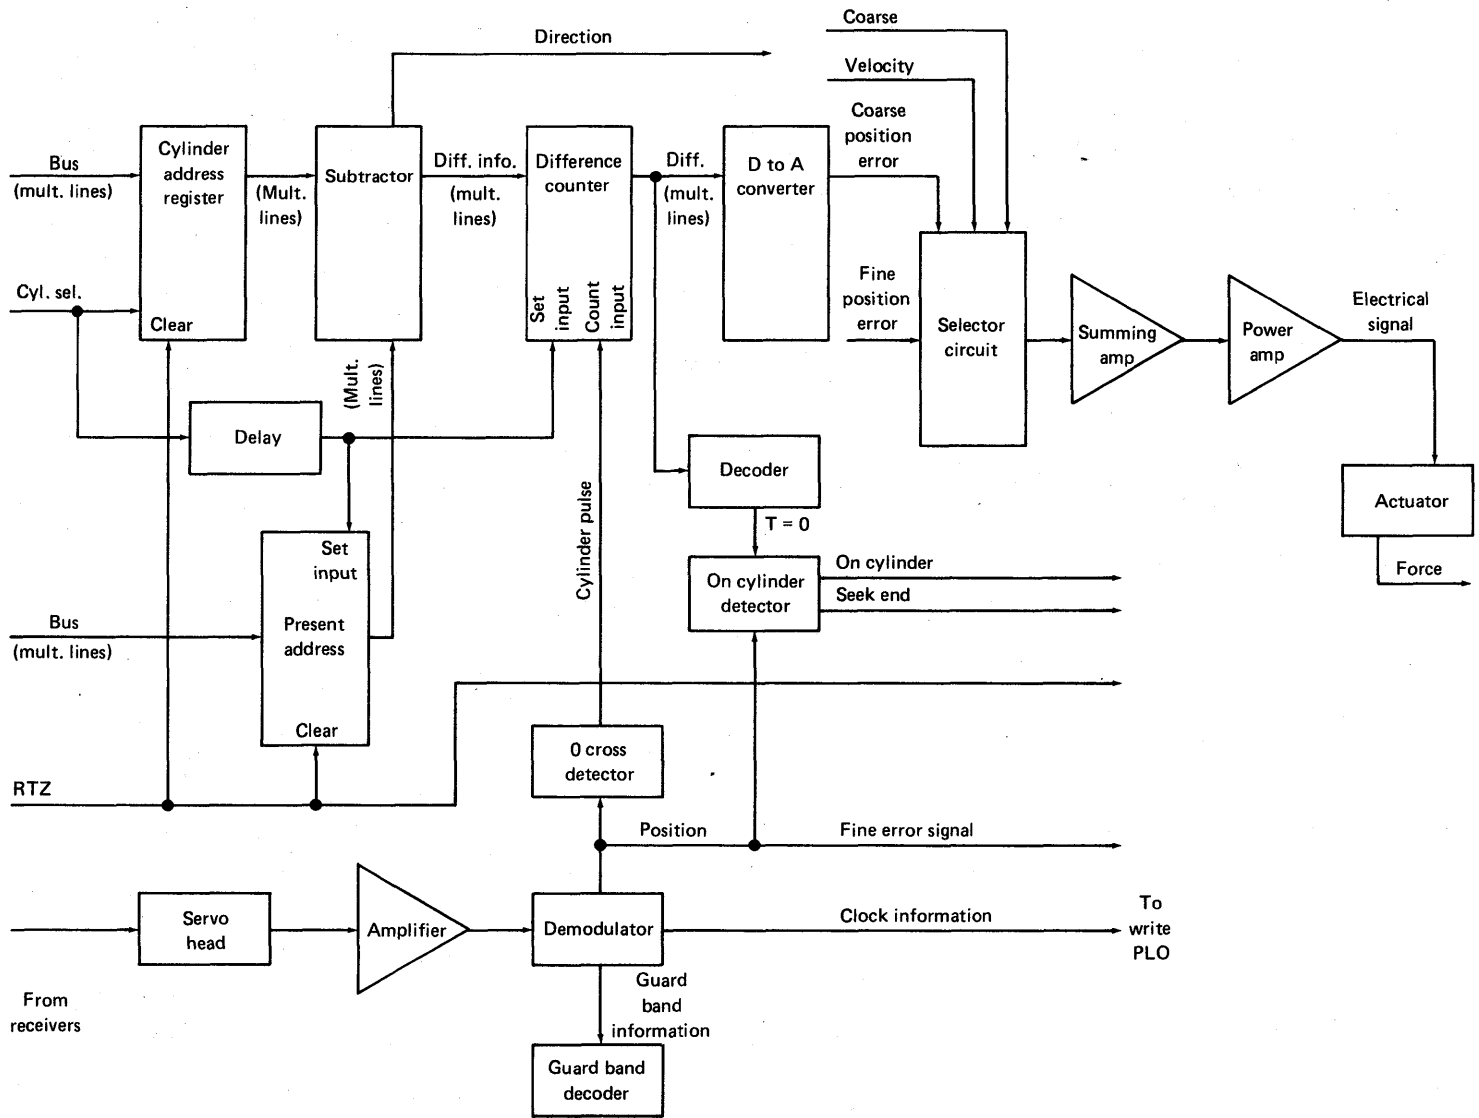 Direction
Coarse
Velocity
Coarse
position
error
Bus
(mult. lines)
Cylinder
address
register
Clear
(Mult.
lines)
Subtractor
Diff. info.
(mult.
lines)
Difference
counter
Set
input
Count
input
Diff.
(mult.
lines)
D to A
converter
Cyl. sel.
Fine
position
error
Selector
circuit
Summing
amp
Power
amp
Electrical
signal
(Mult.
lines)
Delay
Decoder
T = 0
Actuator
Force
Cylinder pulse
Set
input
Present
address
Clear
On cylinder
detector
On cylinder
Seek end
Bus
(mult. lines)
0 cross
detector
RTZ
Position
Fine error signal
Servo
head
Amplifier
Demodulator
Clock information
To
write
PLO
From
receivers
Guard
band
information
Guard band
decoder